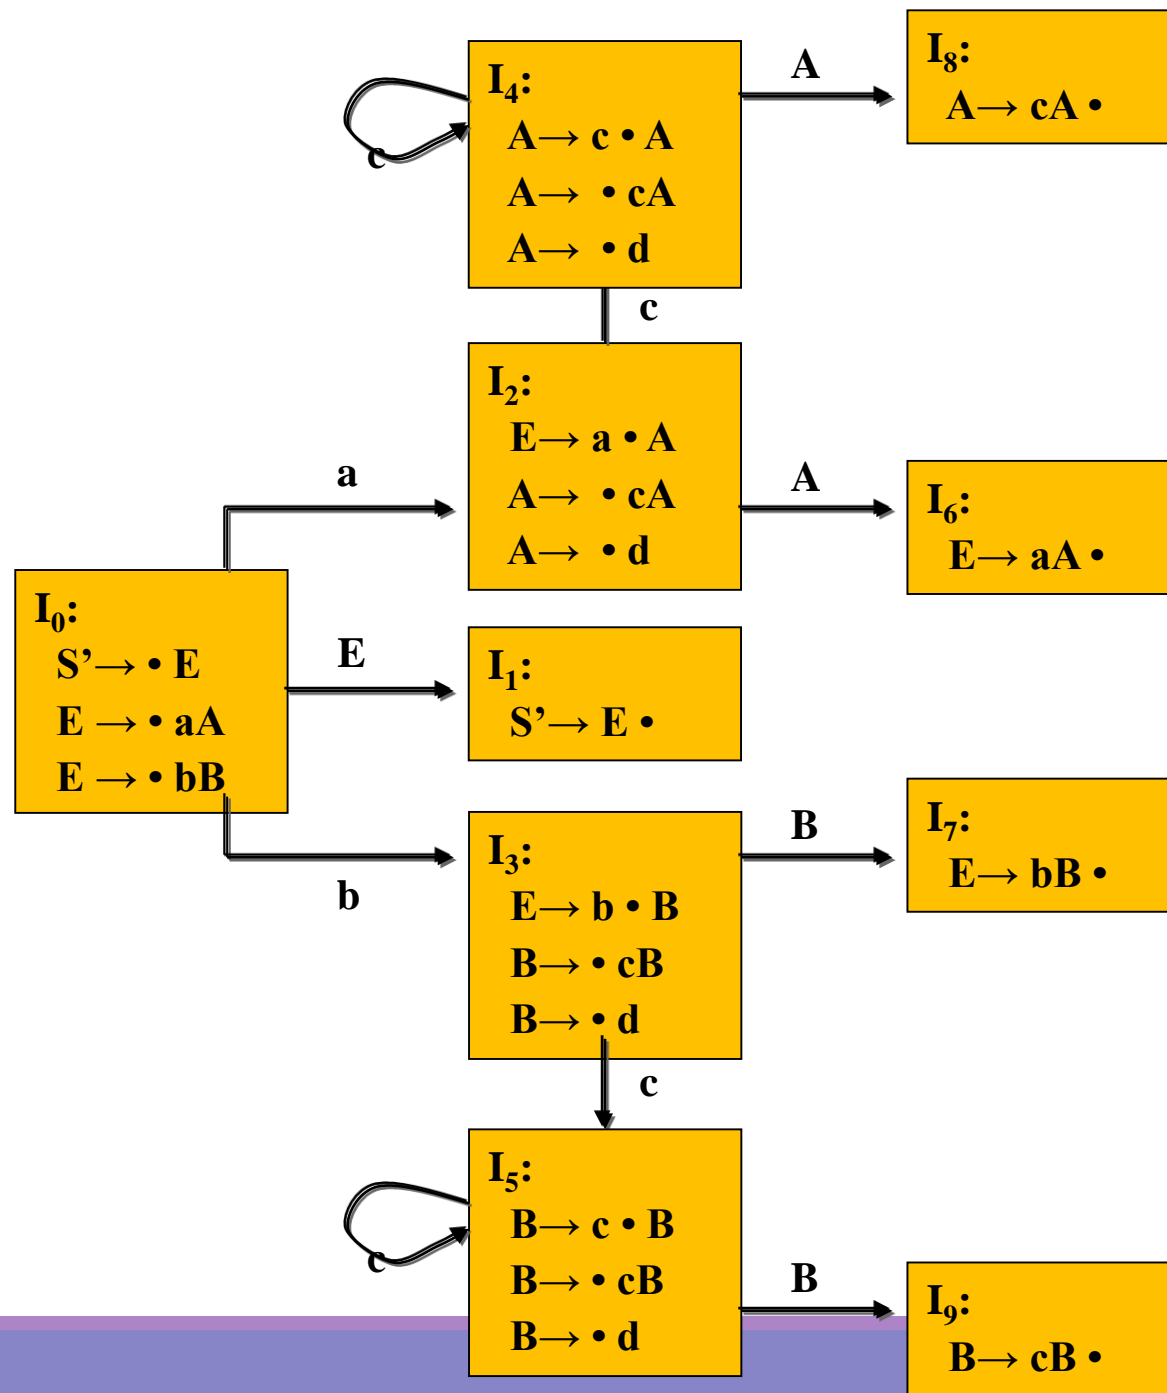 I₄:
A→ c • A
A→ • cA
A→ • d
c
A
I₈:
A→ cA •
c
I₂:
E→ a • A
A→ • cA
A→ • d
a
A
I₆:
E→ aA •
I₀:
S’→ • E
E → • aA
E → • bB
E
I₁:
S’→ E •
b
I₃:
E→ b • B
B→ • cB
B→ • d
B
I₇:
E→ bB •
c
I₅:
B→ c • B
B→ • cB
B→ • d
c
B
I₉:
B→ cB •